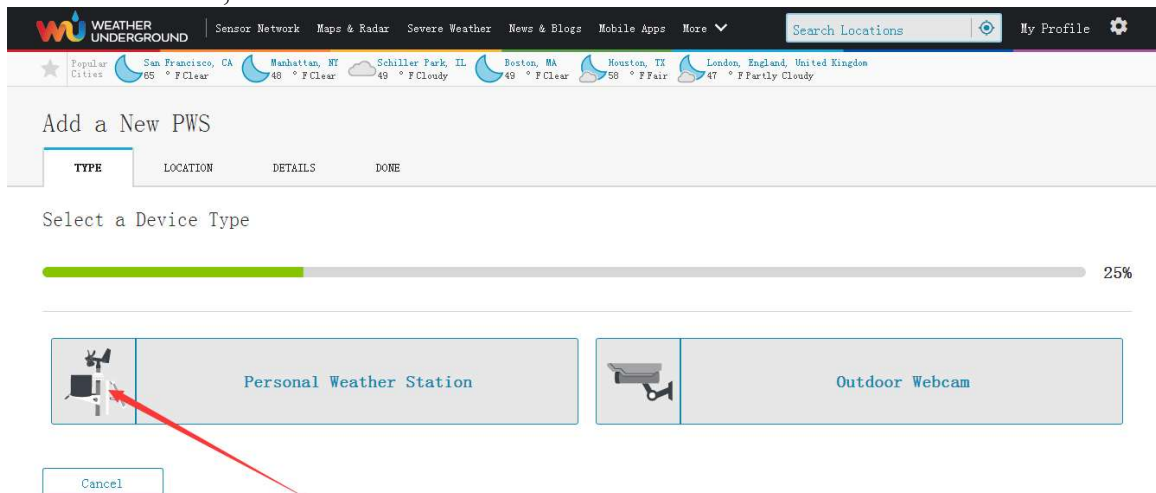 WEATHER UNDERGROUND Sensor Network Maps & Radar Severe Weather News & Blogs Mobile Apps More Search Locations My Profile
Popular Cities San Francisco, CA 65 ° F Clear Manhattan, NY 48 ° F Clear Schiller Park, IL 49 ° F Cloudy Boston, MA 49 ° F Clear Houston, TX 58 ° F Fair London, England, United Kingdom 47 ° F Partly Cloudy
Add a New PWS
TYPE LOCATION DETAILS DONE
Select a Device Type
25%
Personal Weather Station Outdoor Webcam
Cancel